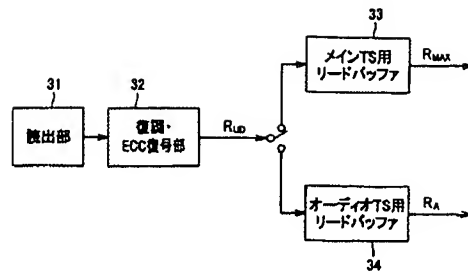 31
読出部
32
復調・
ECC復号部
R_UD
33
メインTS用
リードバッファ
R_MAX
オーディオTS用
リードバッファ
R_A
34